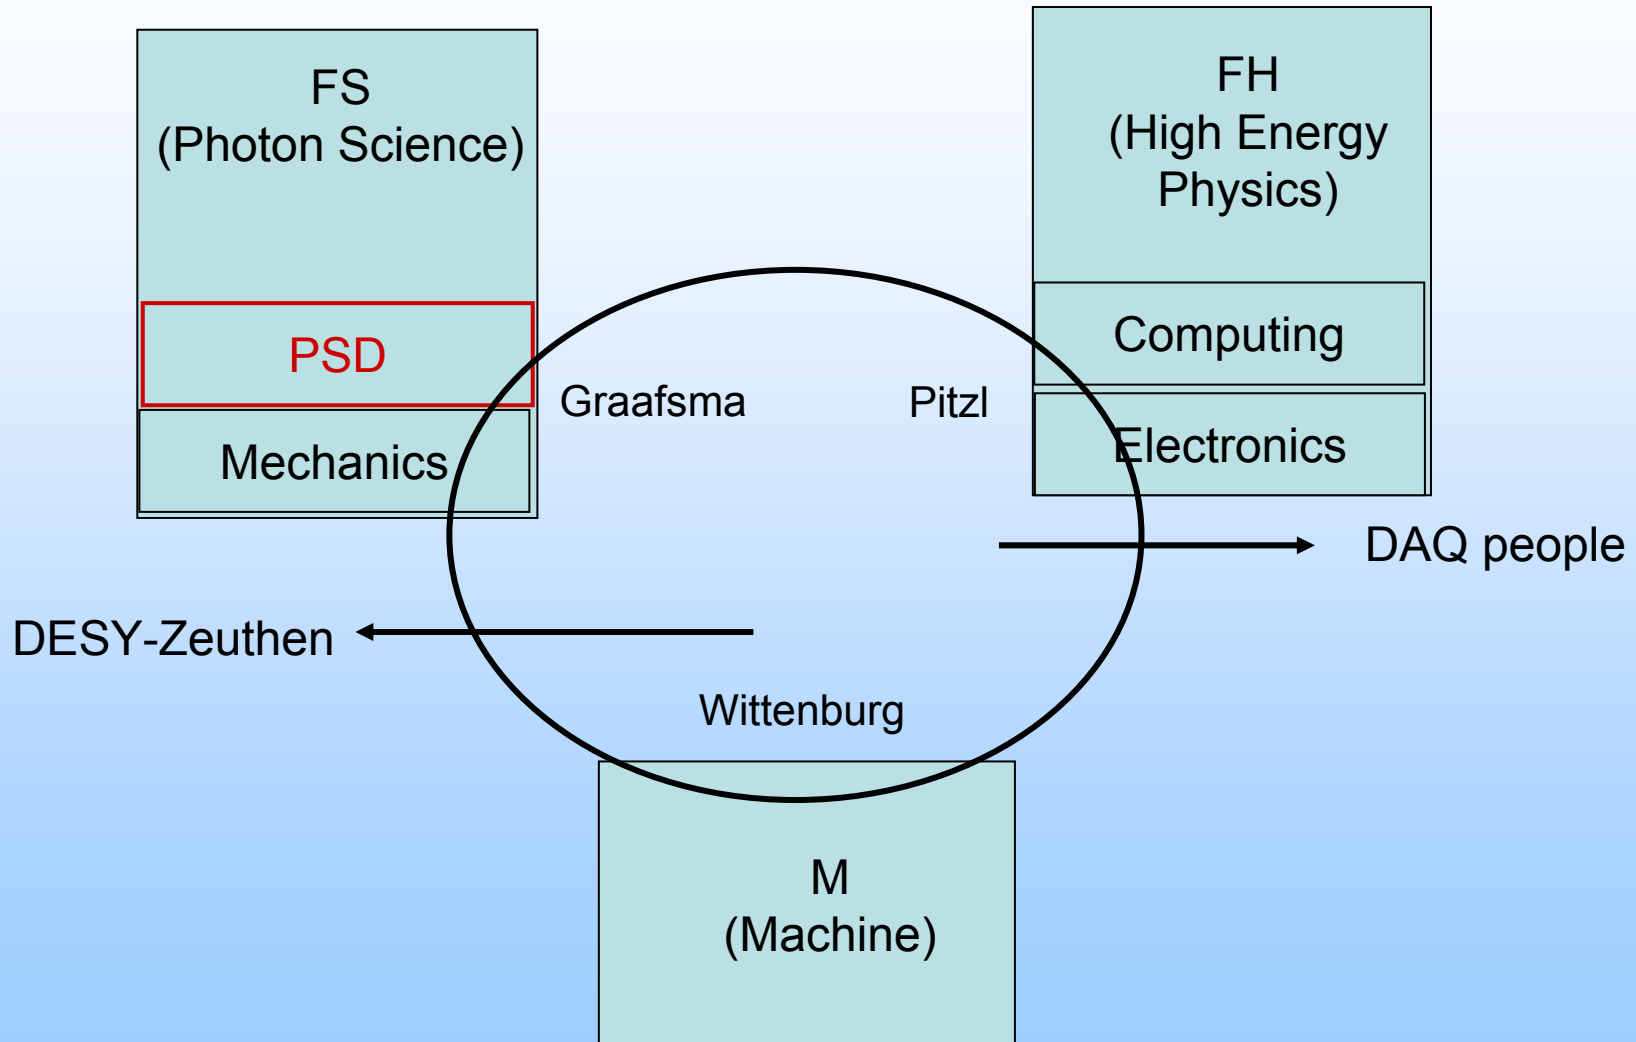 FS
(Photon Science)
PSD
Mechanics
FH
(High Energy
Physics)
Computing
Electronics
Graafsma
Pitzl
DAQ people
DESY-Zeuthen
Wittenburg
M
(Machine)